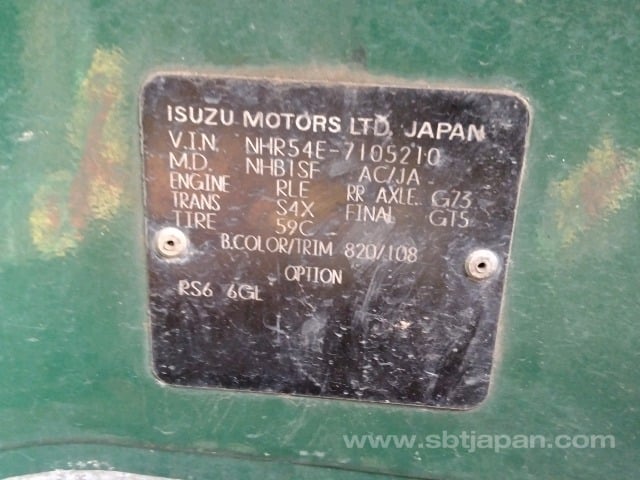 ISUZU MOTORS LTD. JAPAN
V.I.N. NHR54E-7105210
M.D. NHB1SF AC/JA
ENGINE RLE RR AXLE. G73
TRANS S4X FINAL GT5
TIRE 59C
B.COLOR/TRIM 820/108
OPTION
RS6 6GL
www.sbtjapan.com